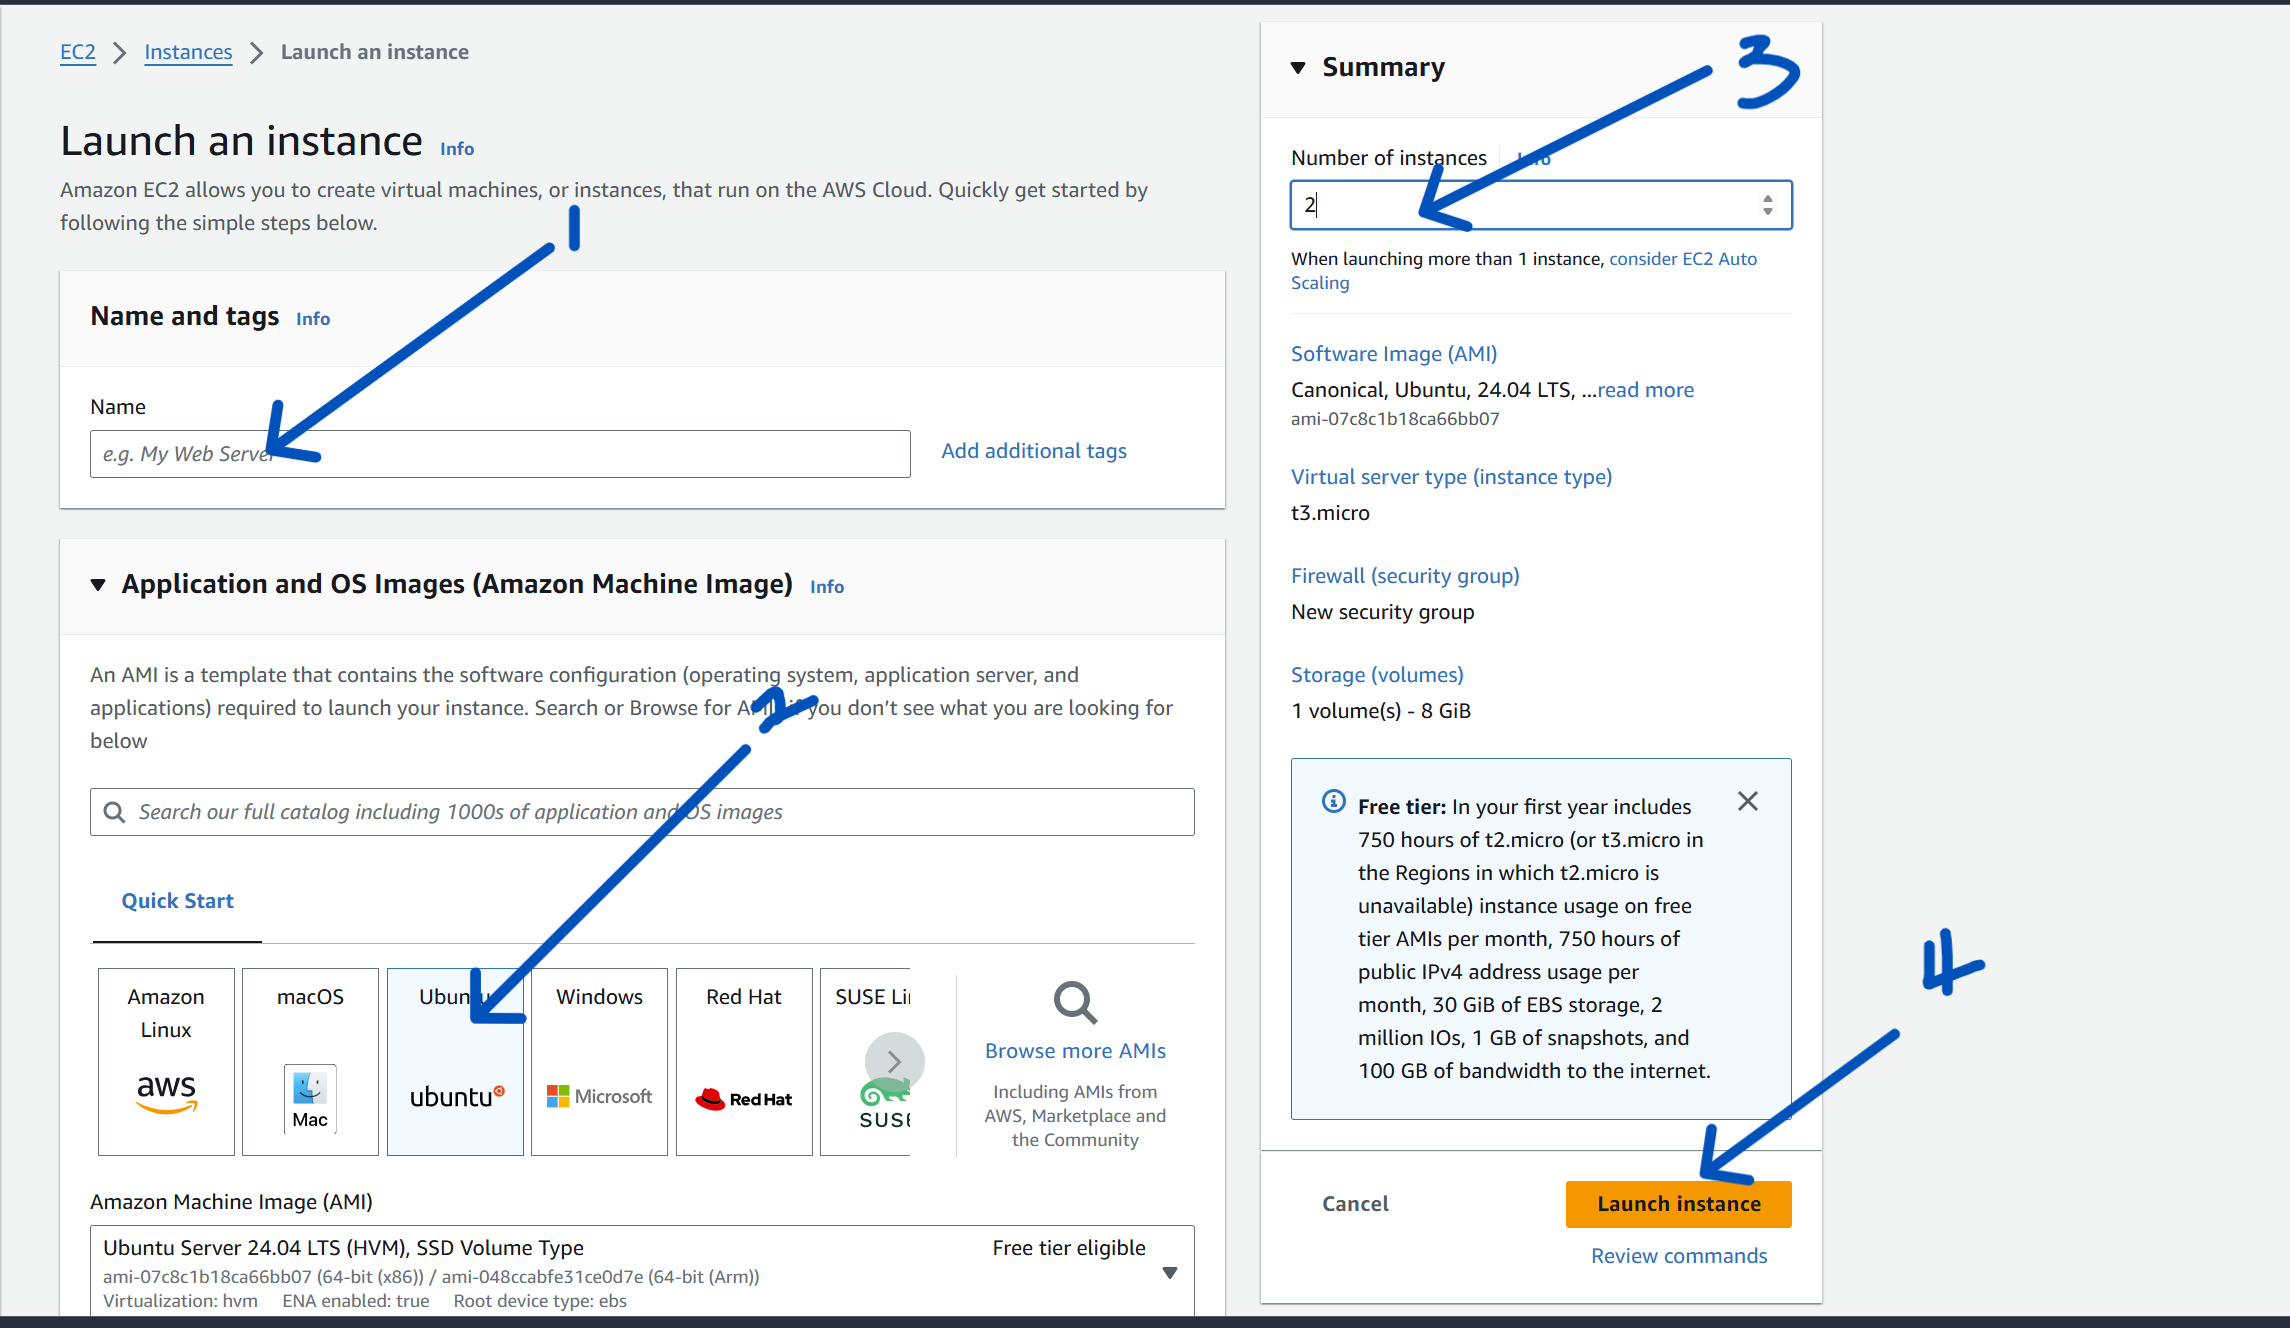 EC2 > Instances > Launch an instance
Launch an instance Info
Amazon EC2 allows you to create virtual machines, or instances, that run on the AWS Cloud. Quickly get started by
following the simple steps below.
1
Name and tags Info
Name
e.g. My Web Server
Add additional tags
Application and OS Images (Amazon Machine Image) Info
An AMI is a template that contains the software configuration (operating system, application server, and
applications) required to launch your instance. Search or Browse for AMIs if you don't see what you are looking for
below
2
Search our full catalog including 1000s of application and OS images
Quick Start
Amazon
Linux
aws
macOS
Mac
Ubuntu
ubuntu
Windows
Microsoft
Red Hat
Red Hat
SUSE Li
SUSE
Browse more AMIs
Including AMIs from
AWS, Marketplace and
the Community
Amazon Machine Image (AMI)
Ubuntu Server 24.04 LTS (HVM), SSD Volume Type
Free tier eligible
ami-07c8c1b18ca66bb07 (64-bit (x86)) / ami-048ccabfe31ce0d7e (64-bit (Arm))
Virtualization: hvm ENA enabled: true Root device type: ebs
Summary
3
Number of instances Info
2
When launching more than 1 instance, consider EC2 Auto
Scaling
Software Image (AMI)
Canonical, Ubuntu, 24.04 LTS, ...read more
ami-07c8c1b18ca66bb07
Virtual server type (instance type)
t3.micro
Firewall (security group)
New security group
Storage (volumes)
1 volume(s) - 8 GiB
Free tier: In your first year includes
750 hours of t2.micro (or t3.micro in
the Regions in which t2.micro is
unavailable) instance usage on free
tier AMIs per month, 750 hours of
public IPv4 address usage per
month, 30 GiB of EBS storage, 2
million IOs, 1 GB of snapshots, and
100 GB of bandwidth to the internet.
4
Cancel
Launch instance
Review commands